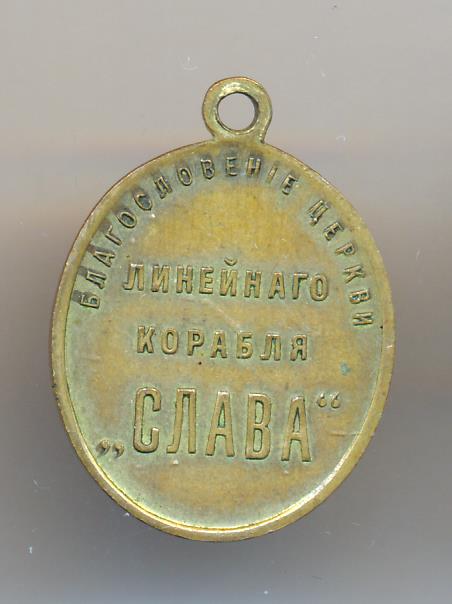 БЛАГОСЛОВЕНІЕ ЦЕРКВИ
ЛИНЕЙНАГО
КОРАБЛЯ
„СЛАВА“